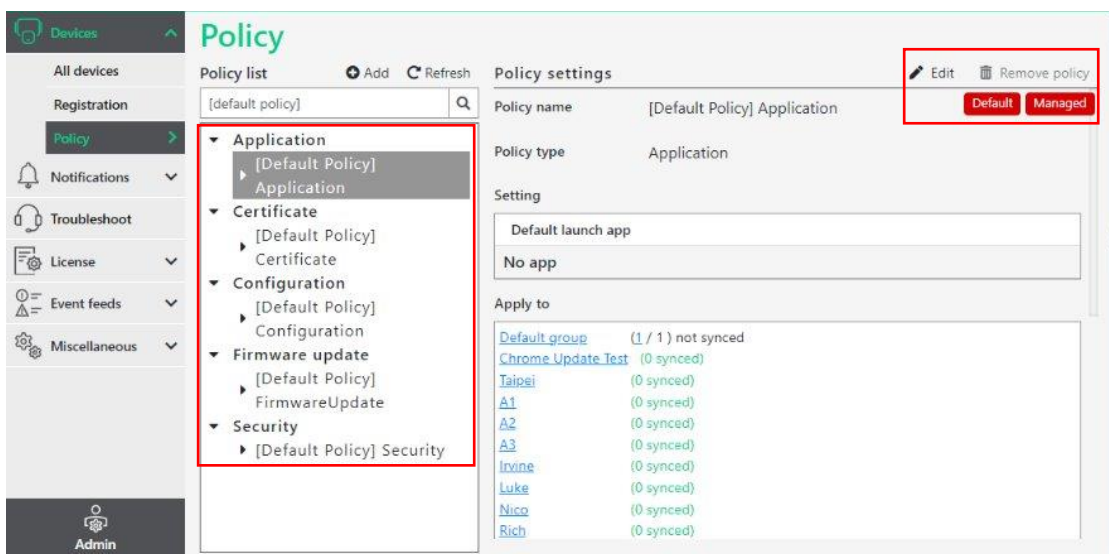 Devices
All devices
Registration
Policy
Notifications
Troubleshoot
License
Event feeds
Miscellaneous
Admin
Policy
Policy list Add Refresh
[default policy]
Application
[Default Policy]
Application
Certificate
[Default Policy]
Certificate
Configuration
[Default Policy]
Configuration
Firmware update
[Default Policy]
FirmwareUpdate
Security
[Default Policy] Security
Policy settings Edit Remove policy
Default Managed
Policy name [Default Policy] Application
Policy type Application
Setting
Default launch app
No app
Apply to
Default group (1 / 1 ) not synced
Chrome Update Test (0 synced)
Taipei (0 synced)
A1 (0 synced)
A2 (0 synced)
A3 (0 synced)
Irvine (0 synced)
Luke (0 synced)
Nico (0 synced)
Rich (0 synced)